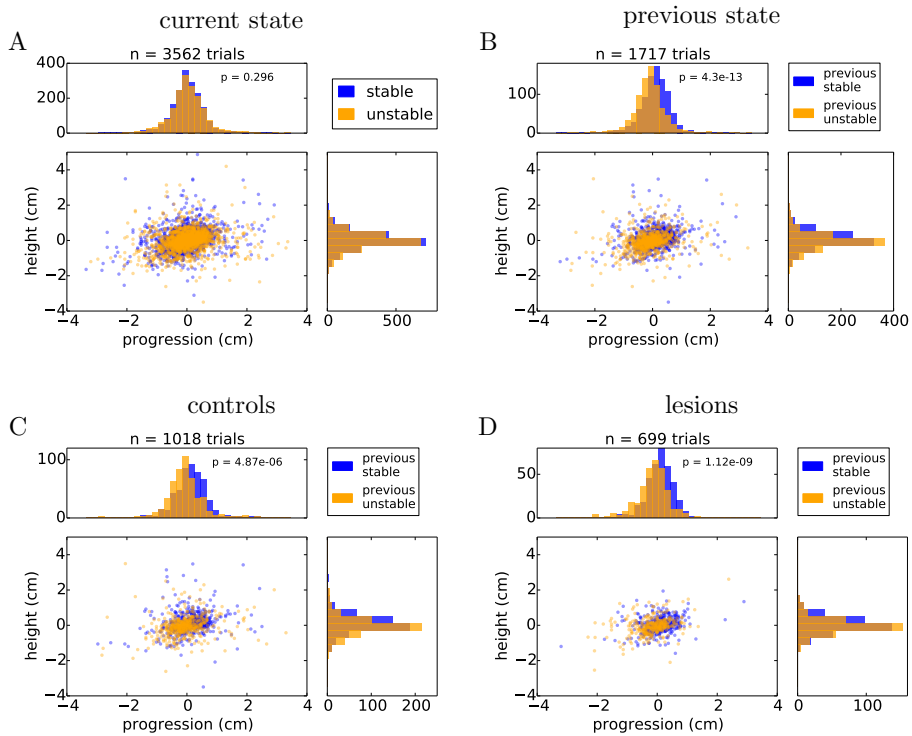 current state
A
n = 3562 trials
p = 0.296
400
200
0
stable
unstable
height (cm)
4
2
0
−2
−4
−4 −2 0 2 4
progression (cm)
0 500
previous state
B
n = 1717 trials
p = 4.3e-13
100
0
previous stable
previous unstable
height (cm)
4
2
0
−2
−4
−4 −2 0 2 4
progression (cm)
0 200 400
controls
C
n = 1018 trials
p = 4.87e-06
100
0
previous stable
previous unstable
height (cm)
4
2
0
−2
−4
−4 −2 0 2 4
progression (cm)
0 100 200
lesions
D
n = 699 trials
p = 1.12e-09
50
0
previous stable
previous unstable
height (cm)
4
2
0
−2
−4
−4 −2 0 2 4
progression (cm)
0 100